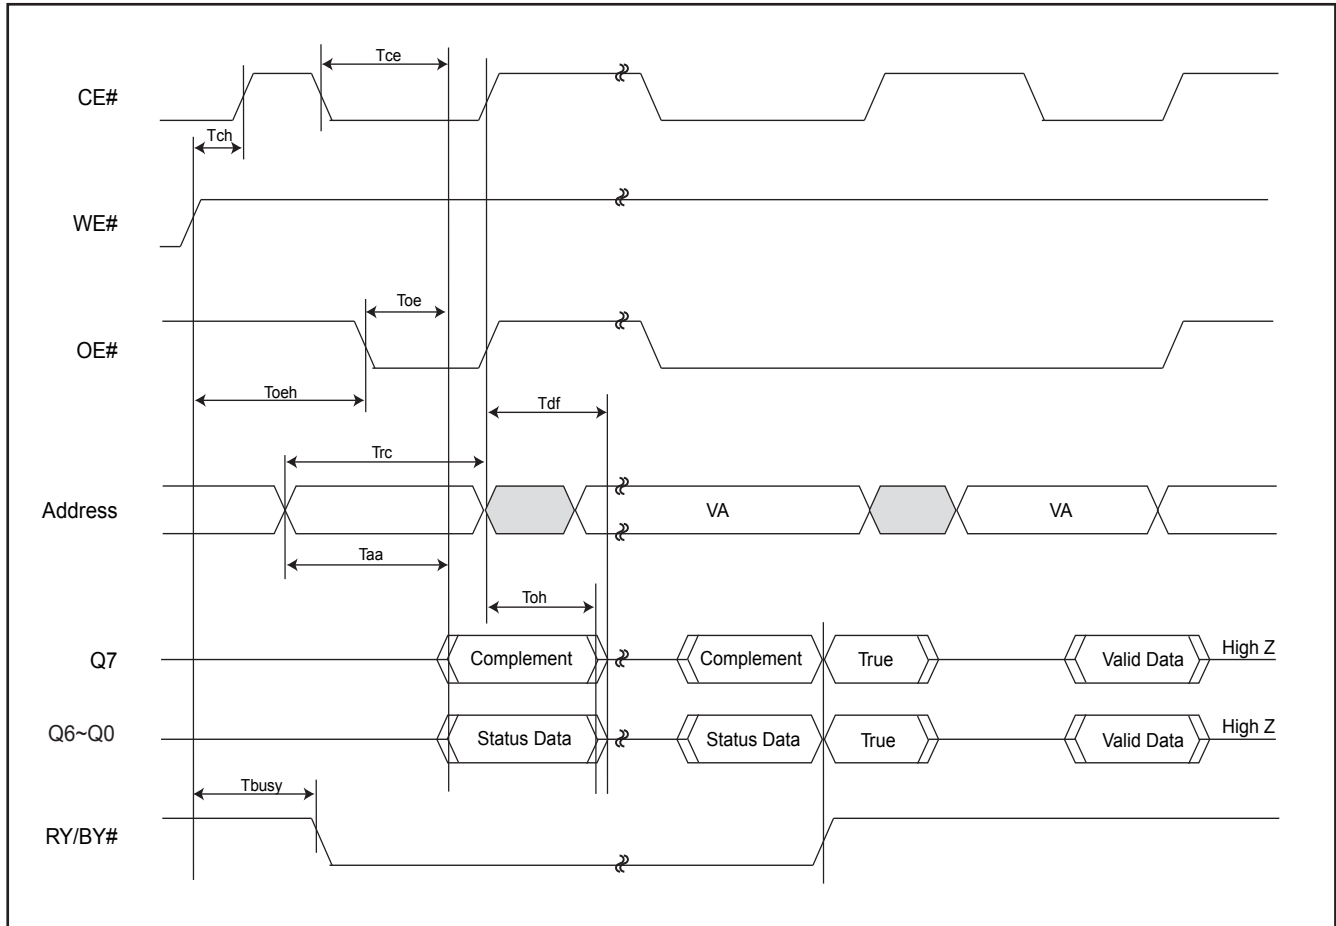 Tce
CE#
Tch
WE#
Toe
OE#
Toeh
Tdf
Trc
Address
VA
VA
Taa
Toh
Q7
Complement
Complement
True
Valid Data
High Z
Q6~Q0
Status Data
Status Data
True
Valid Data
High Z
Tbusy
RY/BY#